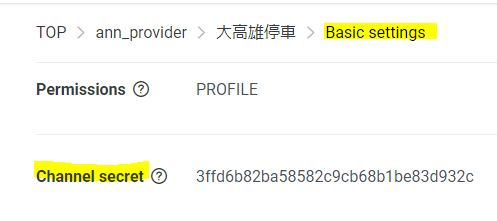 TOP > ann_provider > 大高雄停車 > Basic settings
Permissions ? PROFILE
Channel secret ? 3ffd6b82ba58582c9cb68b1be83d932c